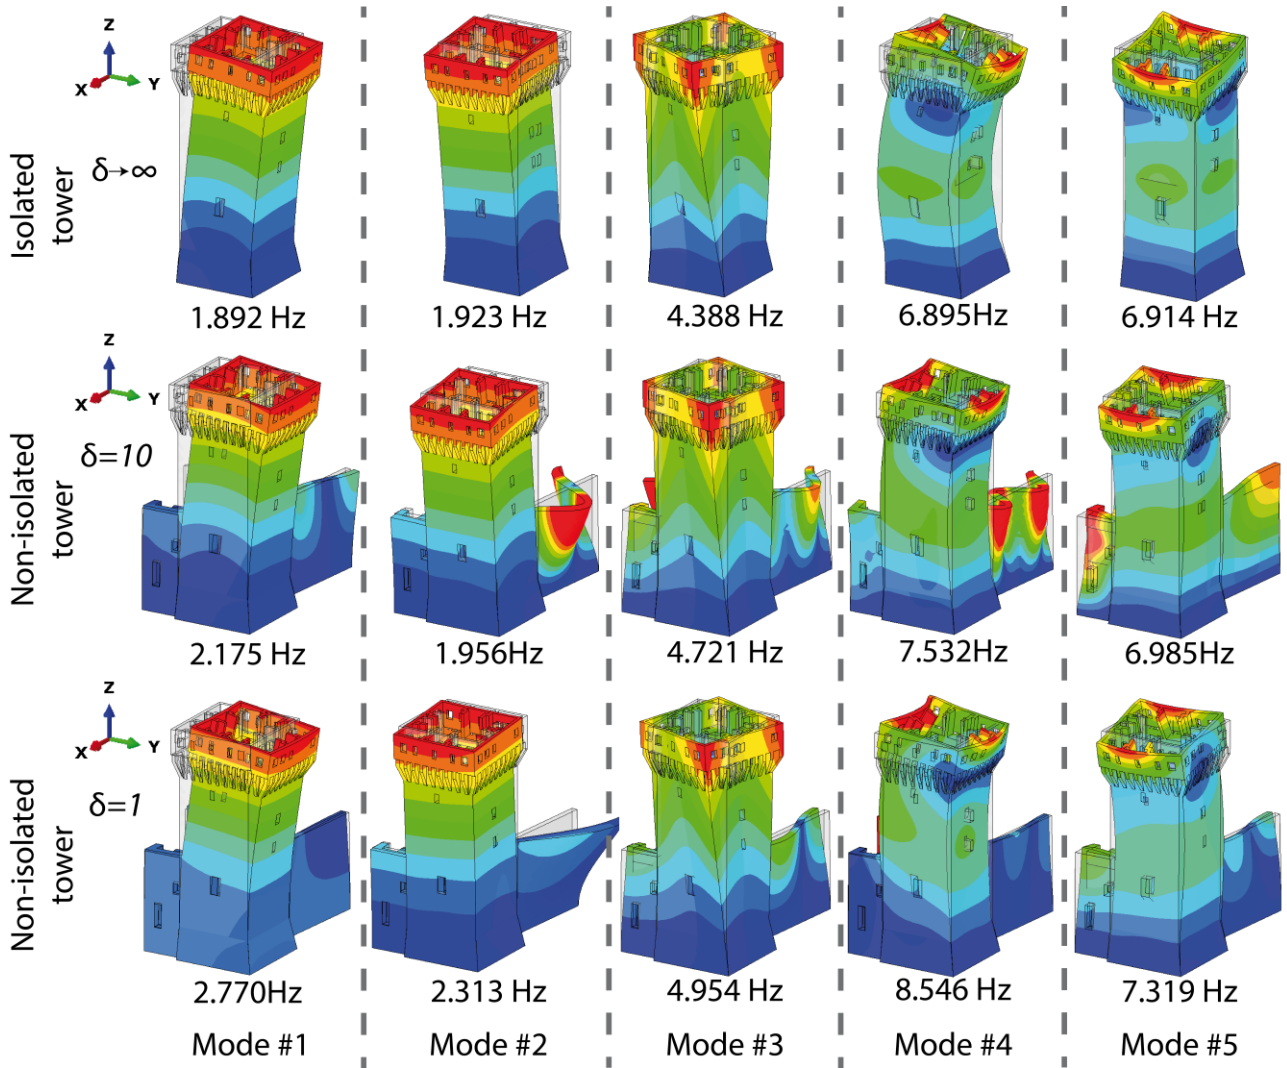 Z
X
Y
Isolated
tower
δ→∞
1.892 Hz
1.923 Hz
4.388 Hz
6.895Hz
6.914 Hz
Z
X
Y
Non-isolated
tower
δ=10
2.175 Hz
1.956Hz
4.721 Hz
7.532Hz
6.985Hz
Z
X
Y
Non-isolated
tower
δ=1
2.770Hz
2.313 Hz
4.954 Hz
8.546 Hz
7.319 Hz
Mode #1
Mode #2
Mode #3
Mode #4
Mode #5